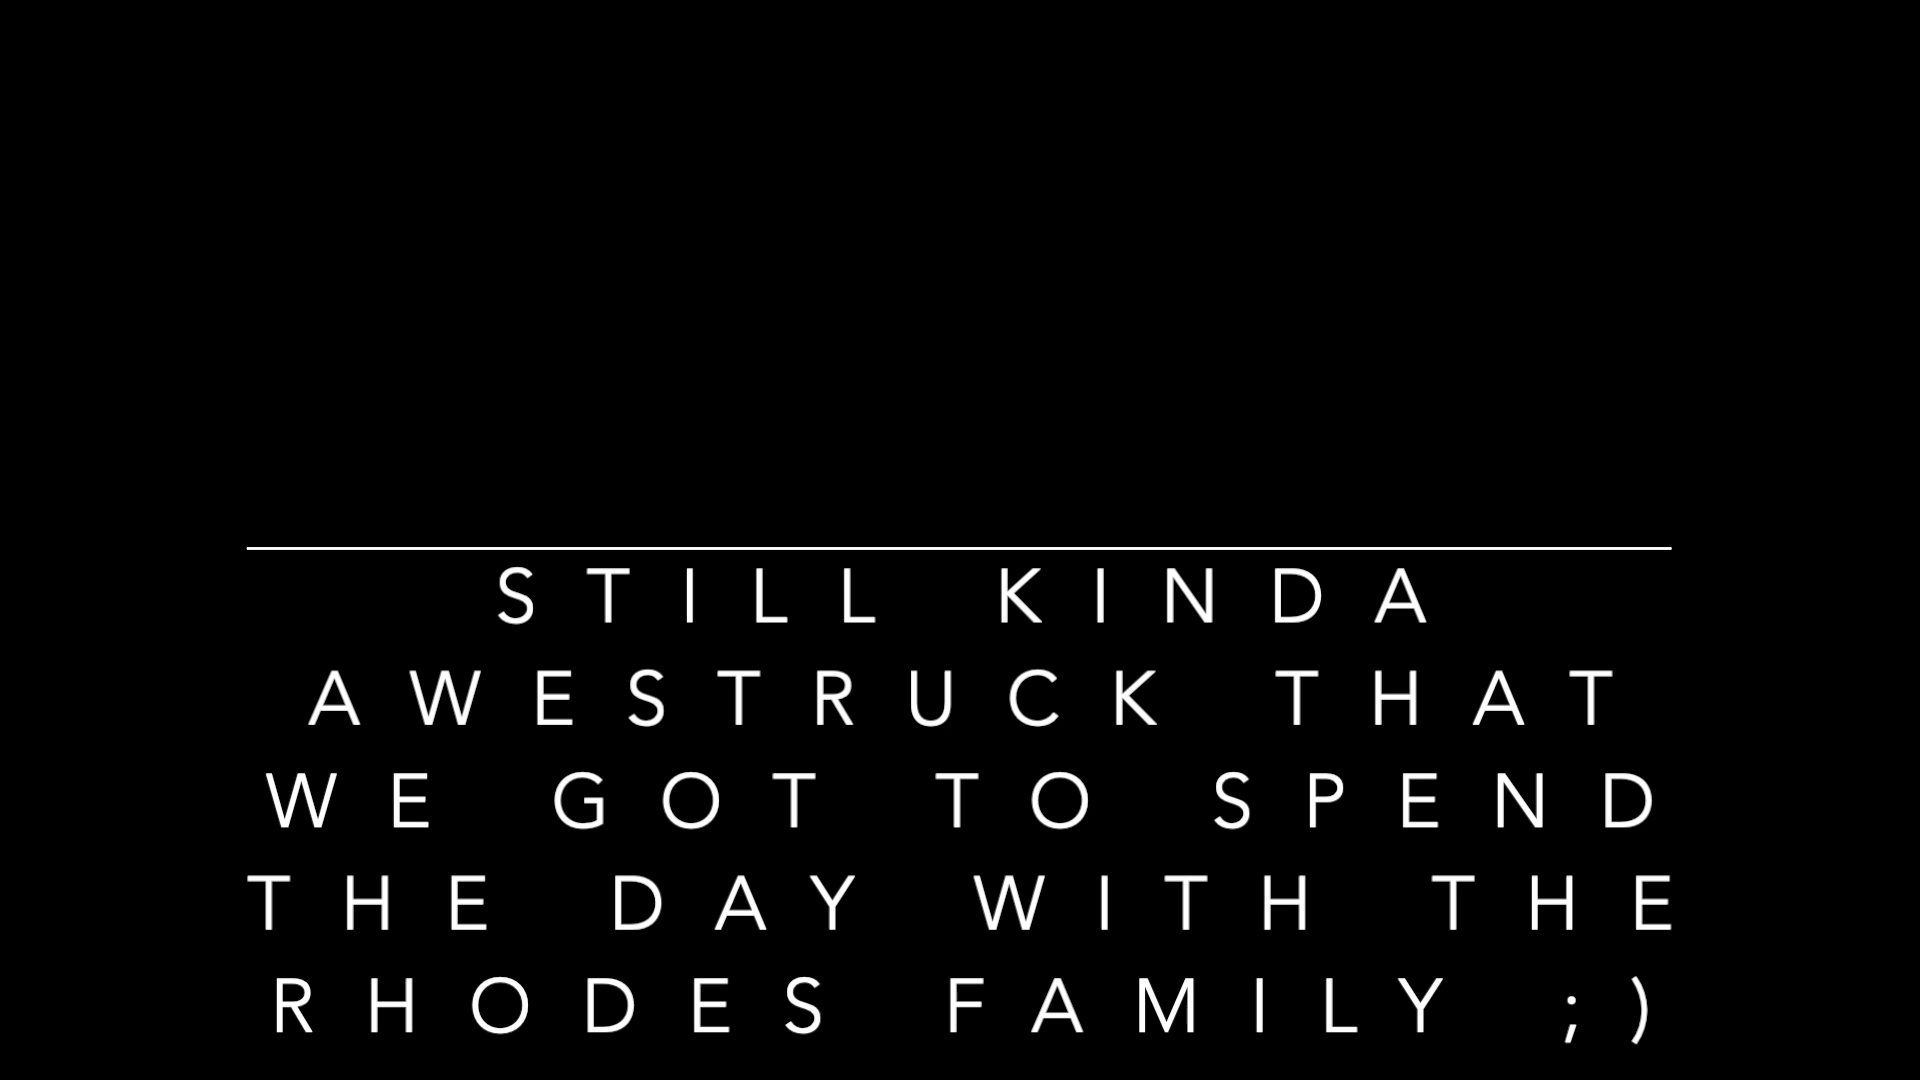 STILL KINDA
AWESTRUCK THAT
WE GOT TO SPEND
THE DAY WITH THE
RHODES FAMILY ;)